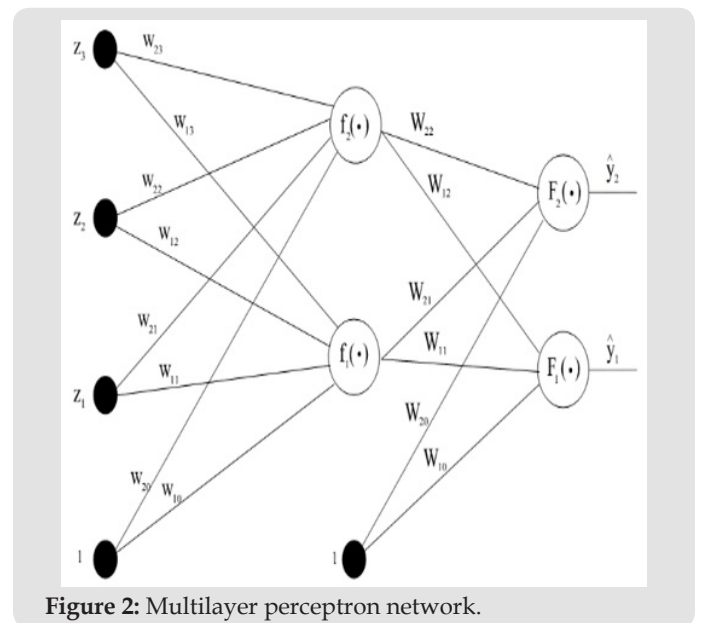 z₃
w₂₃
w₁₃
f₂(·)
W₂₂
ŷ₂
w₂₂
W₁₂
F₂(·)
z₂
w₁₂
W₂₁
w₂₁
f₁(·)
W₁₁
ŷ₁
w₁₁
F₁(·)
z₁
W₂₀
w₂₀
w₁₀
W₁₀
1
1
Figure 2: Multilayer perceptron network.